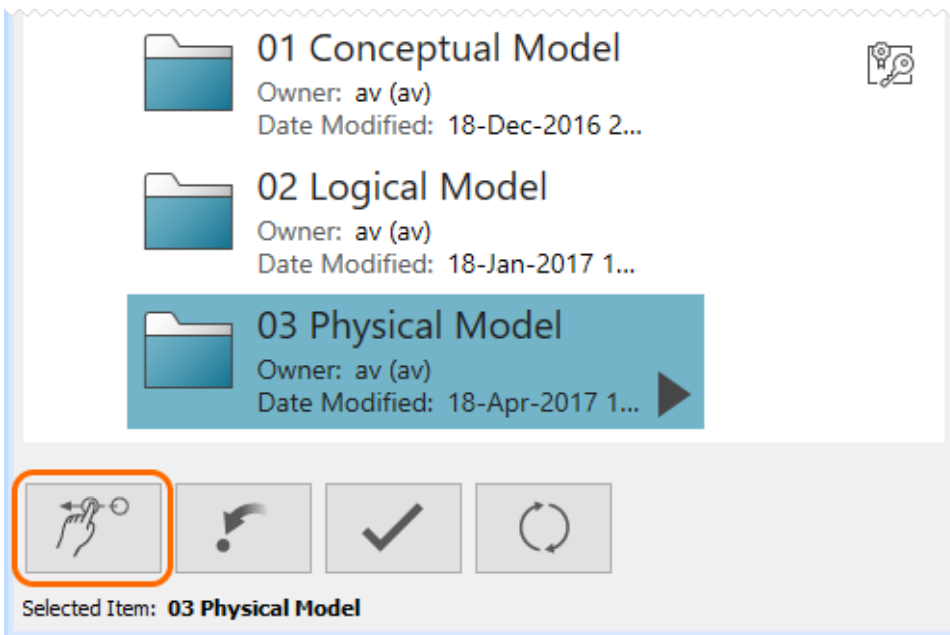 01 Conceptual Model
Owner: av (av)
Date Modified: 18-Dec-2016 2...
02 Logical Model
Owner: av (av)
Date Modified: 18-Jan-2017 1...
03 Physical Model
Owner: av (av)
Date Modified: 18-Apr-2017 1...
Selected Item: 03 Physical Model